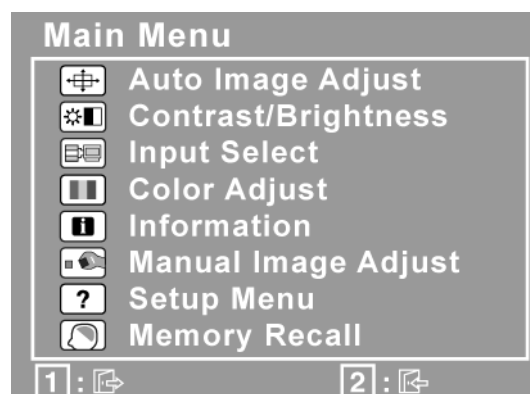 Main Menu
Auto Image Adjust
Contrast/Brightness
Input Select
Color Adjust
i Information
Manual Image Adjust
? Setup Menu
Memory Recall
1 : 2 :